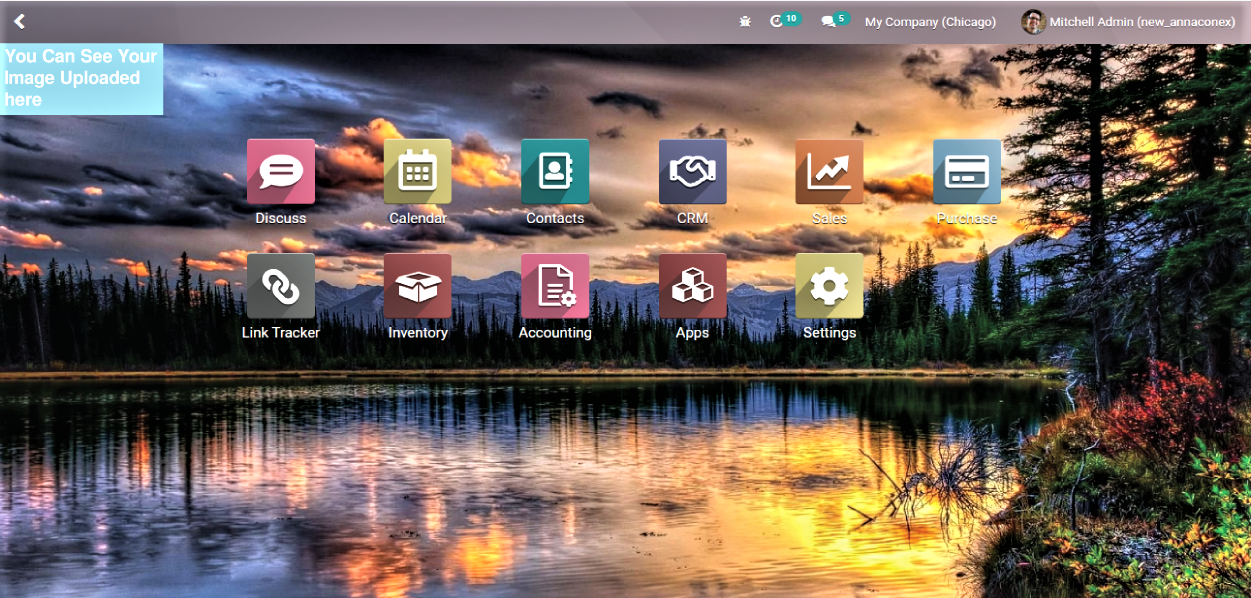 10
5
My Company (Chicago)
Mitchell Admin (new_annaconex)
You Can See Your
Image Uploaded
here
Discuss
Calendar
Contacts
CRM
Sales
Purchase
Link Tracker
Inventory
Accounting
Apps
Settings